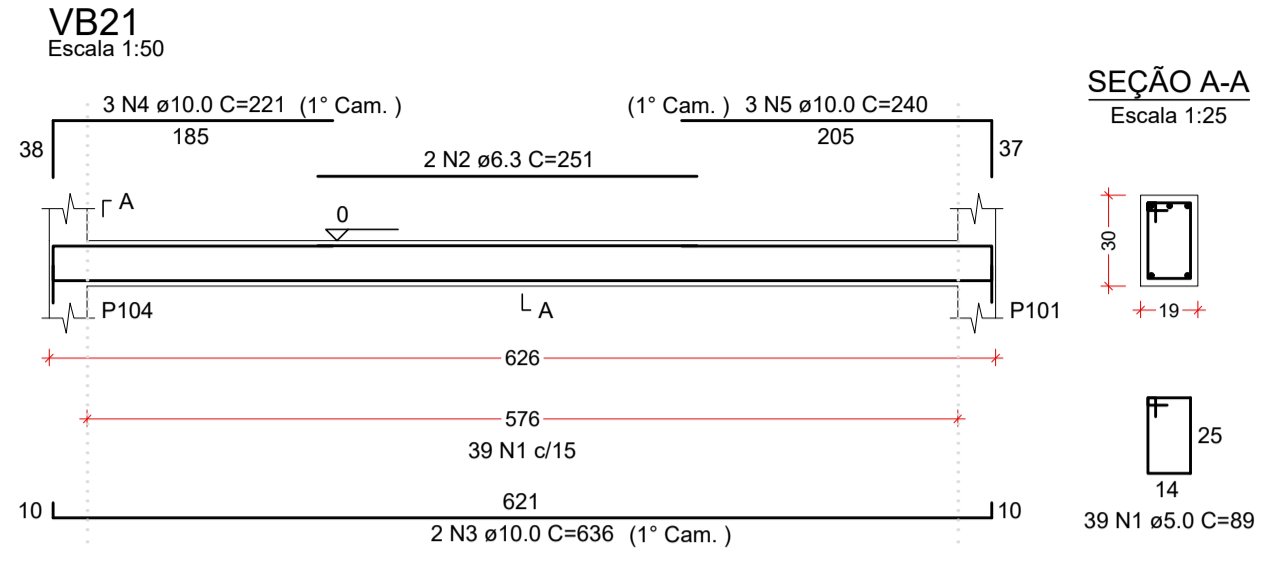 VB21
Escala 1:50
SEÇÃO A-A
Escala 1:25
3 N4 ø10.0 C=221 (1° Cam. )
(1° Cam. ) 3 N5 ø10.0 C=240
185
205
38
37
2 N2 ø6.3 C=251
A
0
30
P104
A
P101
19
626
576
39 N1 c/15
25
14
10
621
10
2 N3 ø10.0 C=636 (1° Cam. )
39 N1 ø5.0 C=89